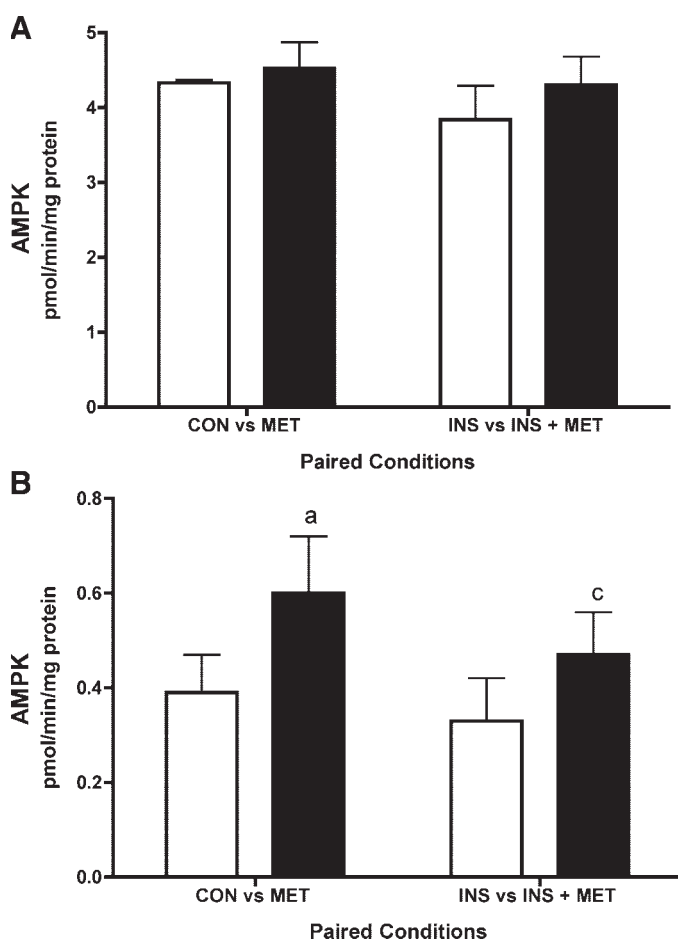 A
AMPK
pmol/min/mg protein
5
4
3
2
1
0
CON vs MET
INS vs INS + MET
Paired Conditions
B
AMPK
pmol/min/mg protein
0.8
0.6
0.4
0.2
0.0
a
c
CON vs MET
INS vs INS + MET
Paired Conditions